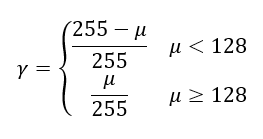 γ = { (255 − μ)/255   μ < 128
μ/255   μ ≥ 128